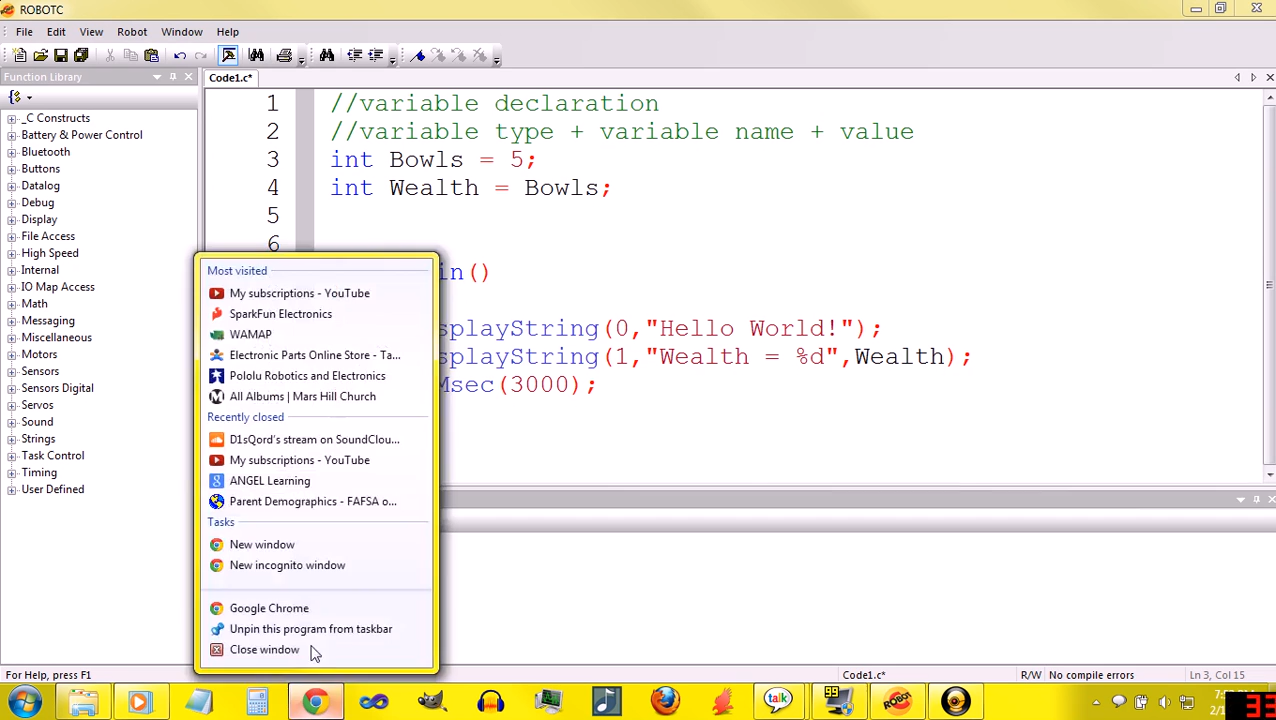 ROBOTC
File Edit View Robot Window Help
Function Library
Code1.c*
_C Constructs
Battery & Power Control
Bluetooth
Buttons
Datalog
Debug
Display
File Access
High Speed
Internal
IO Map Access
Math
Messaging
Miscellaneous
Motors
Sensors
Sensors Digital
Servos
Sound
Strings
Task Control
Timing
User Defined
1 //variable declaration
2 //variable type + variable name + value
3 int Bowls = 5;
4 int Wealth = Bowls;
5
6
in()
splayString(0,"Hello World!");
splayString(1,"Wealth = %d",Wealth);
Msec(3000);
Most visited
My subscriptions - YouTube
SparkFun Electronics
WAMAP
Electronic Parts Online Store - Ta...
Pololu Robotics and Electronics
All Albums | Mars Hill Church
Recently closed
D1sQord's stream on SoundClou...
My subscriptions - YouTube
ANGEL Learning
Parent Demographics - FAFSA o...
Tasks
New window
New incognito window
Google Chrome
Unpin this program from taskbar
Close window
For Help, press F1
Code1.c*
R/W No compile errors
Ln 3, Col 15
talk
99
ROBOT
33